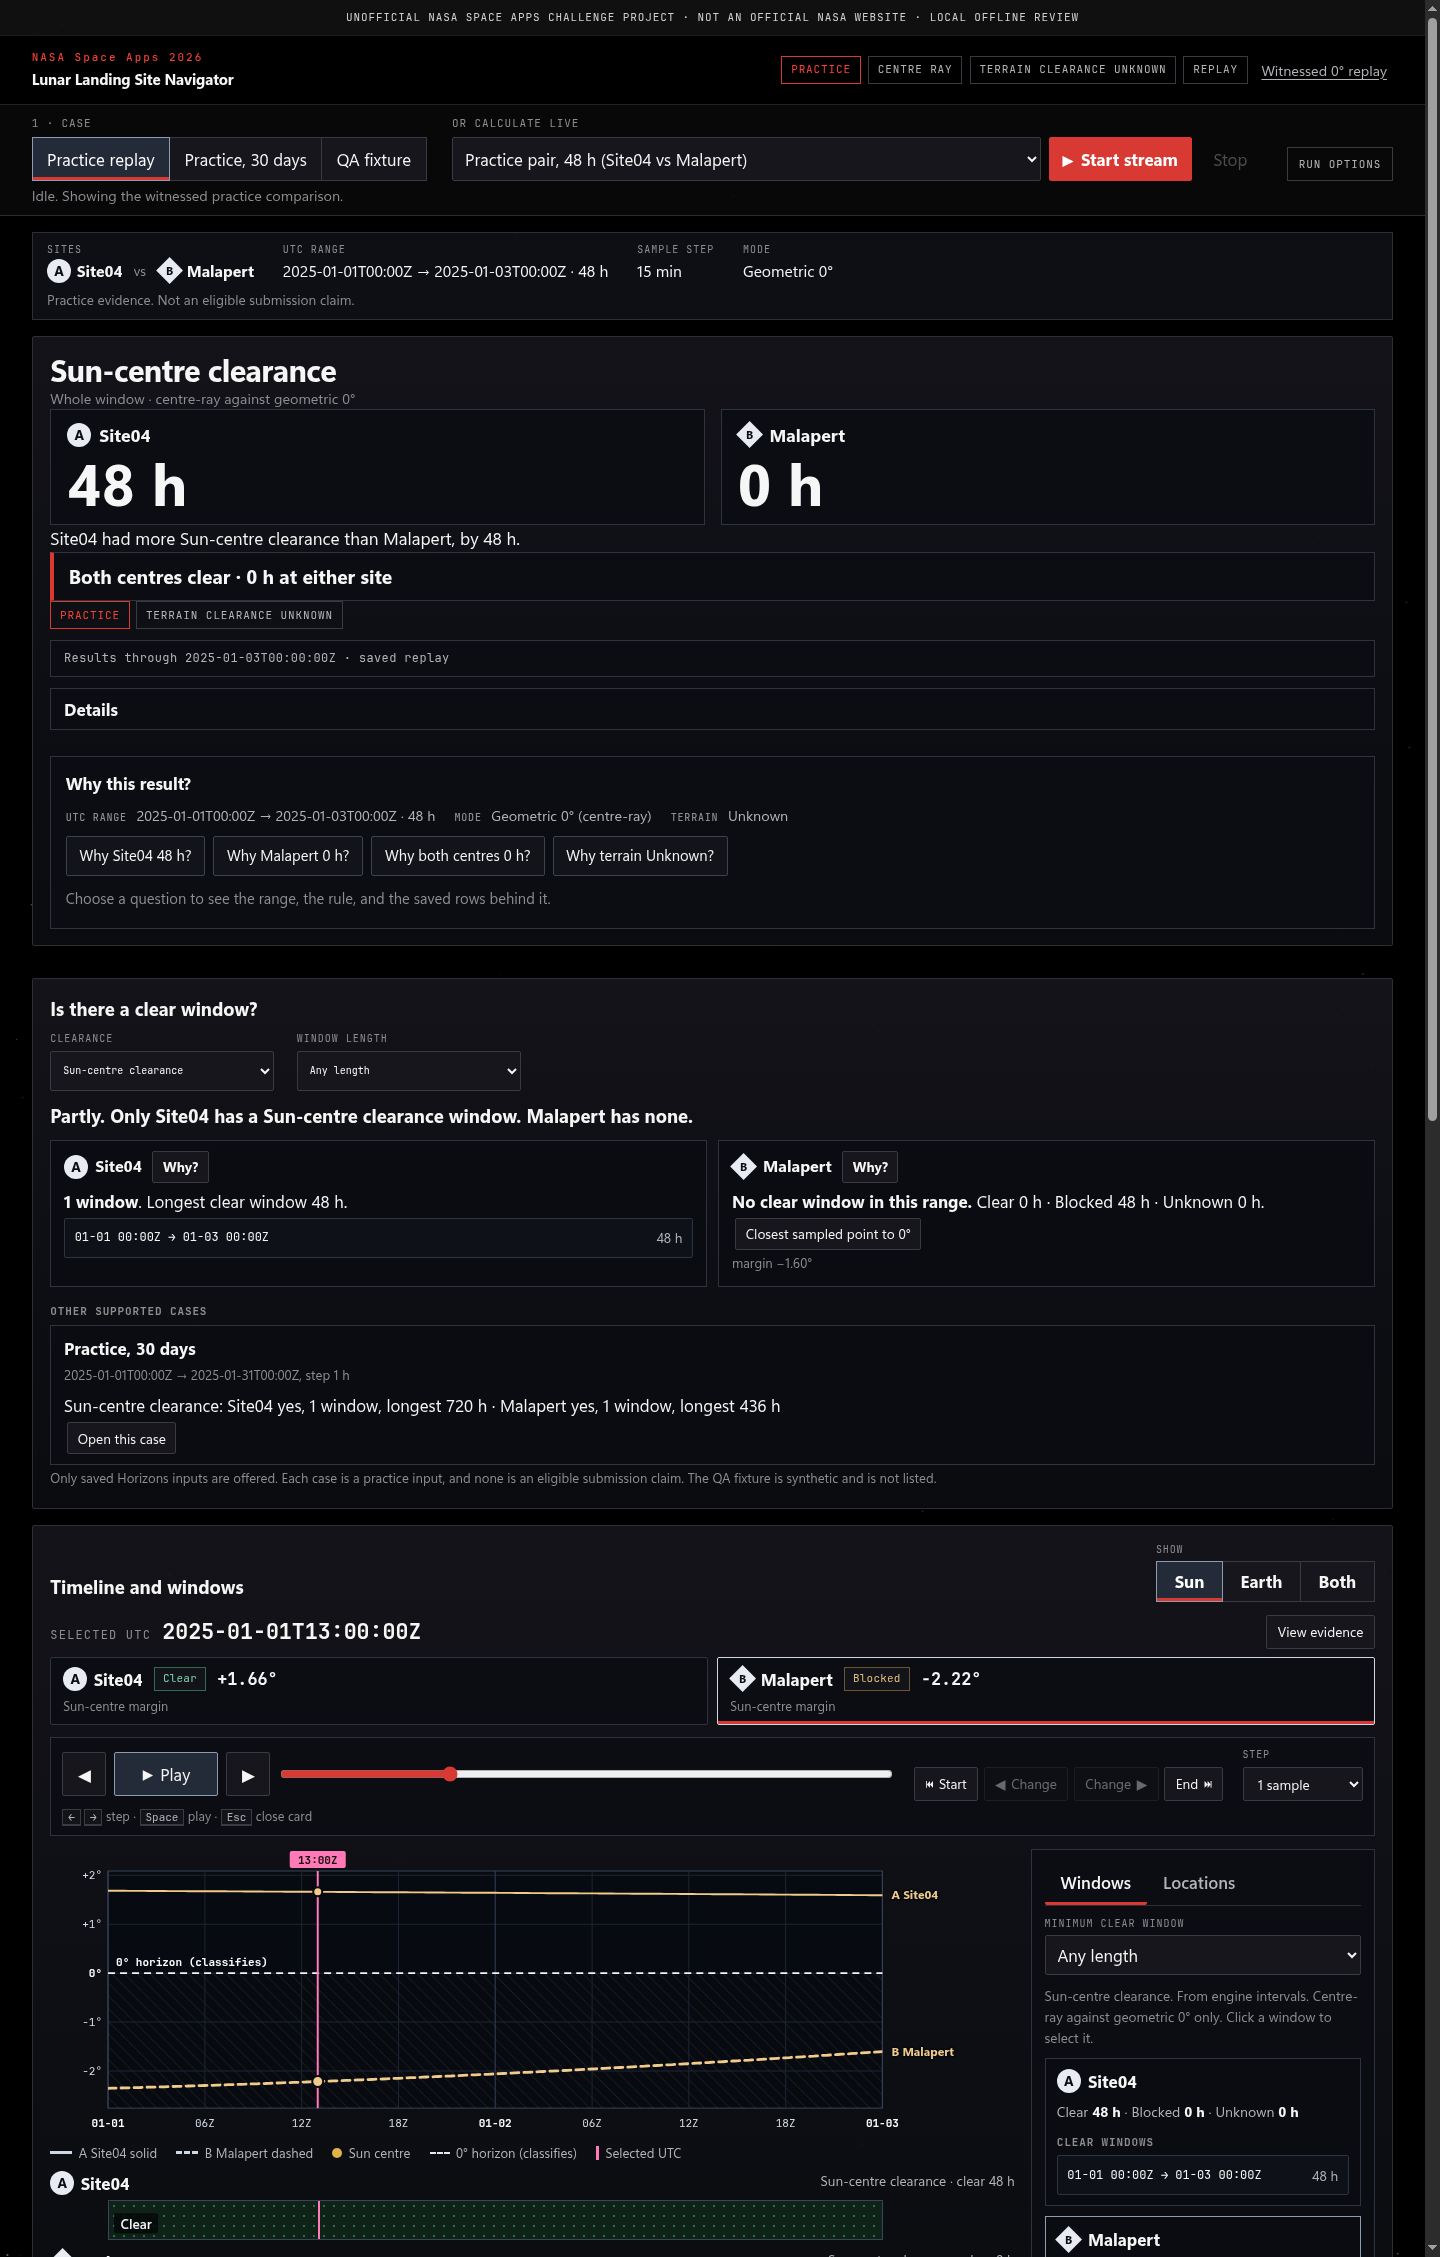 UNOFFICIAL NASA SPACE APPS CHALLENGE PROJECT · NOT AN OFFICIAL NASA WEBSITE · LOCAL OFFLINE REVIEW
NASA Space Apps 2026
Lunar Landing Site Navigator
PRACTICE CENTRE RAY TERRAIN CLEARANCE UNKNOWN REPLAY Witnessed 0° replay
1 · CASE
Practice replay Practice, 30 days QA fixture
OR CALCULATE LIVE
Practice pair, 48 h (Site04 vs Malapert) ▶ Start stream Stop RUN OPTIONS
Idle. Showing the witnessed practice comparison.
SITES
A Site04 vs B Malapert
UTC RANGE
2025-01-01T00:00Z → 2025-01-03T00:00Z · 48 h
SAMPLE STEP
15 min
MODE
Geometric 0°
Practice evidence. Not an eligible submission claim.
Sun-centre clearance
Whole window · centre-ray against geometric 0°
A Site04
48 h
B Malapert
0 h
Site04 had more Sun-centre clearance than Malapert, by 48 h.
Both centres clear · 0 h at either site
PRACTICE TERRAIN CLEARANCE UNKNOWN
Results through 2025-01-03T00:00:00Z · saved replay
Details
Why this result?
UTC RANGE 2025-01-01T00:00Z → 2025-01-03T00:00Z · 48 h MODE Geometric 0° (centre-ray) TERRAIN Unknown
Why Site04 48 h? Why Malapert 0 h? Why both centres 0 h? Why terrain Unknown?
Choose a question to see the range, the rule, and the saved rows behind it.
Is there a clear window?
CLEARANCE
Sun-centre clearance
WINDOW LENGTH
Any length
Partly. Only Site04 has a Sun-centre clearance window. Malapert has none.
A Site04 Why?
1 window. Longest clear window 48 h.
01-01 00:00Z → 01-03 00:00Z 48 h
B Malapert Why?
No clear window in this range. Clear 0 h · Blocked 48 h · Unknown 0 h.
Closest sampled point to 0°
margin −1.60°
OTHER SUPPORTED CASES
Practice, 30 days
2025-01-01T00:00Z → 2025-01-31T00:00Z, step 1 h
Sun-centre clearance: Site04 yes, 1 window, longest 720 h · Malapert yes, 1 window, longest 436 h
Open this case
Only saved Horizons inputs are offered. Each case is a practice input, and none is an eligible submission claim. The QA fixture is synthetic and is not listed.
Timeline and windows
SHOW
Sun Earth Both
SELECTED UTC 2025-01-01T13:00:00Z
View evidence
A Site04 Clear +1.66°
Sun-centre margin
B Malapert Blocked -2.22°
Sun-centre margin
◀ ▶ Play ▶
⏮ Start ◀ Change Change ▶ End ⏭
STEP
1 sample
← → step · Space play · Esc close card
13:00Z
+2°
+1°
0°
-1°
-2°
0° horizon (classifies)
A Site04
B Malapert
01-01 06Z 12Z 18Z 01-02 06Z 12Z 18Z 01-03
A Site04 solid B Malapert dashed Sun centre 0° horizon (classifies) Selected UTC
A Site04 Sun-centre clearance · clear 48 h
Clear
Windows Locations
MINIMUM CLEAR WINDOW
Any length
Sun-centre clearance. From engine intervals. Centre-
ray against geometric 0° only. Click a window to
select it.
A Site04
Clear 48 h · Blocked 0 h · Unknown 0 h
CLEAR WINDOWS
01-01 00:00Z → 01-03 00:00Z 48 h
B Malapert